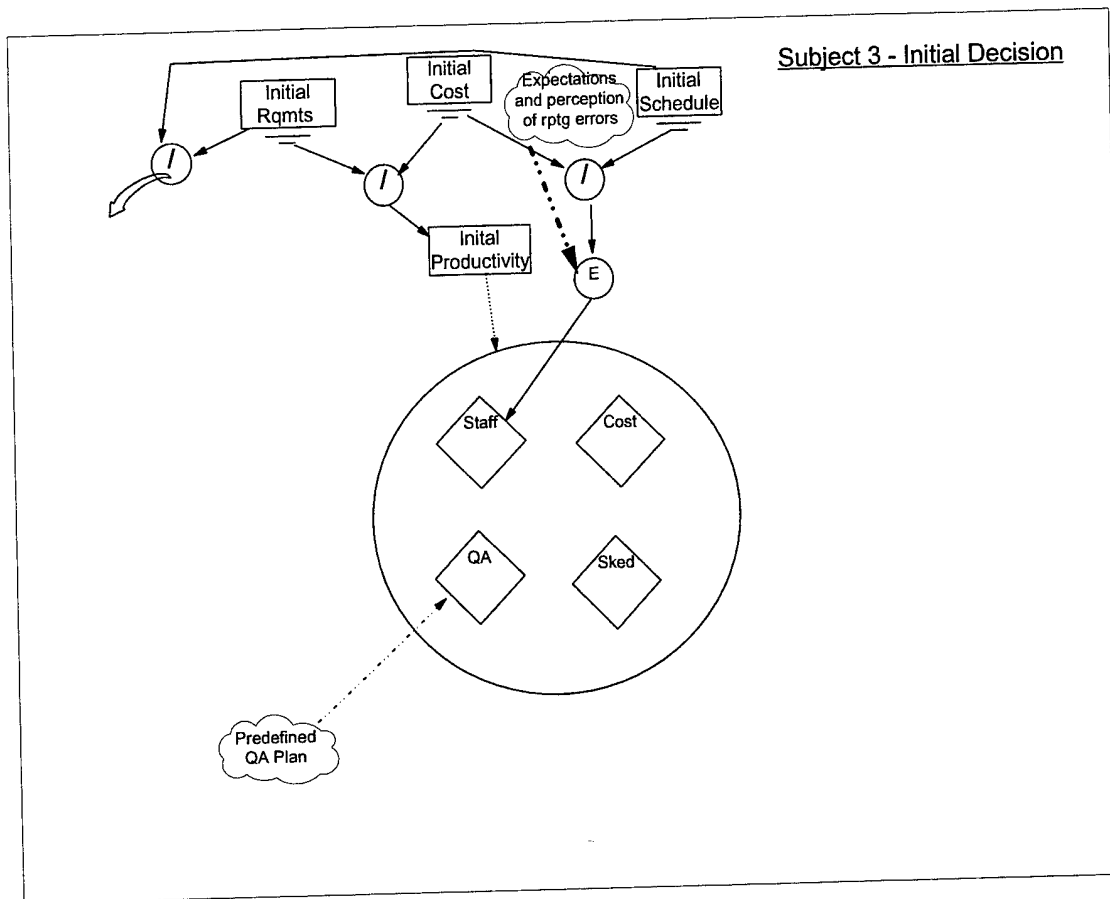 Subject 3 - Initial Decision
Initial
Rqmts
Initial
Cost
Expectations
and perception
of rptg errors
Initial
Schedule
/
/
/
Inital
Productivity
E
Staff
Cost
QA
Sked
Predefined
QA Plan